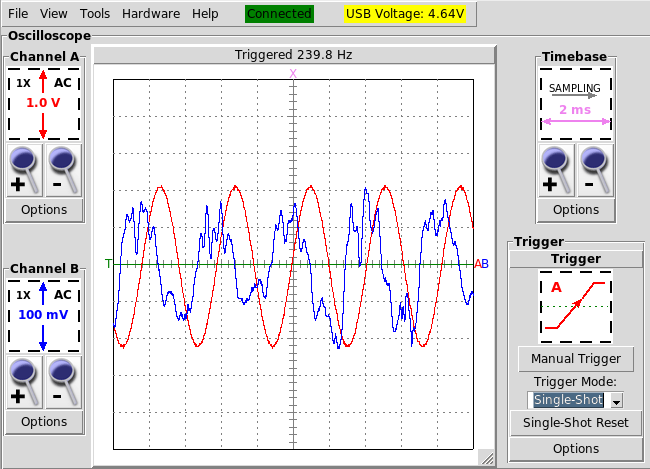 File View Tools Hardware Help Connected USB Voltage: 4.64V
Oscilloscope
Channel A
1X AC
1.0 V
+ -
Options
Channel B
1X AC
100 mV
+ -
Options
Triggered 239.8 Hz
X
T
A
B
Timebase
SAMPLING
2 ms
+ -
Options
Trigger
Trigger
A
Manual Trigger
Trigger Mode:
Single-Shot
Single-Shot Reset
Options